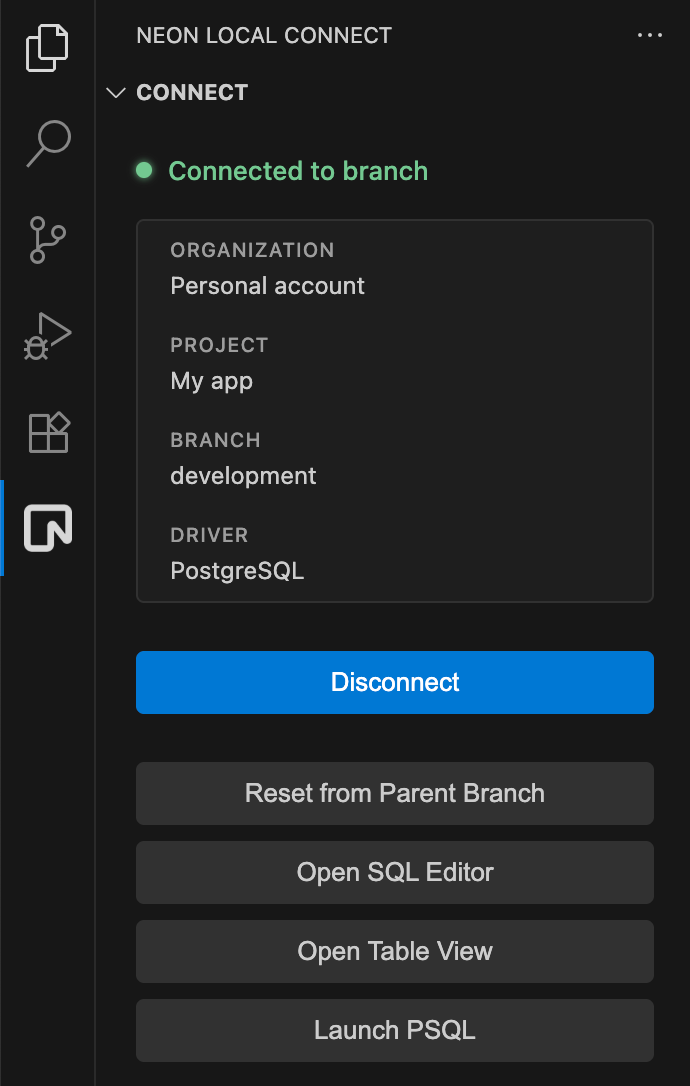 NEON LOCAL CONNECT
CONNECT
Connected to branch
ORGANIZATION
Personal account
PROJECT
My app
BRANCH
development
DRIVER
PostgreSQL
Disconnect
Reset from Parent Branch
Open SQL Editor
Open Table View
Launch PSQL